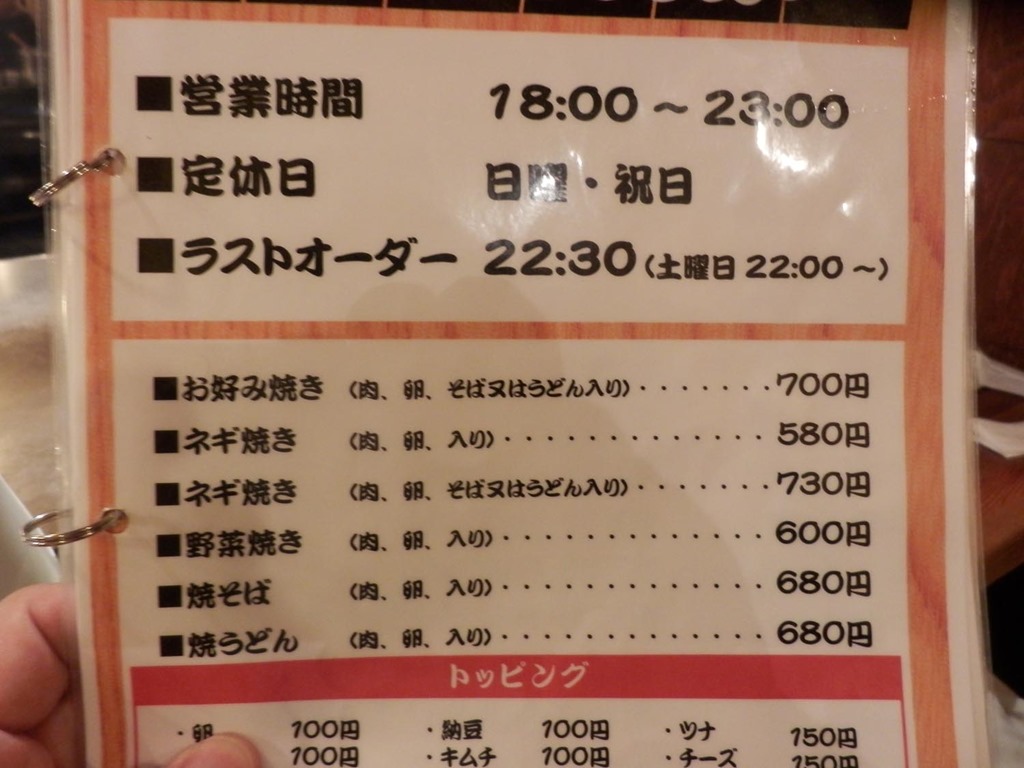 ■営業時間 18:00 ～ 23:00
■定休日 日曜・祝日
■ラストオーダー 22:30（土曜日 22:00 ～）
■お好み焼き （肉、卵、そば又はうどん入り）・・・・・・・700円
■ネギ焼き （肉、卵、入り）・・・・・・・・・・・・・580円
■ネギ焼き （肉、卵、そば又はうどん入り）・・・・・・・730円
■野菜焼き （肉、卵、入り）・・・・・・・・・・・・・600円
■焼そば （肉、卵、入り）・・・・・・・・・・・・・680円
■焼うどん （肉、卵、入り）・・・・・・・・・・・・・680円
トッピング
・卵 100円 ・納豆 100円 ・ツナ 150円
100円 ・キムチ 100円 ・チーズ 150円